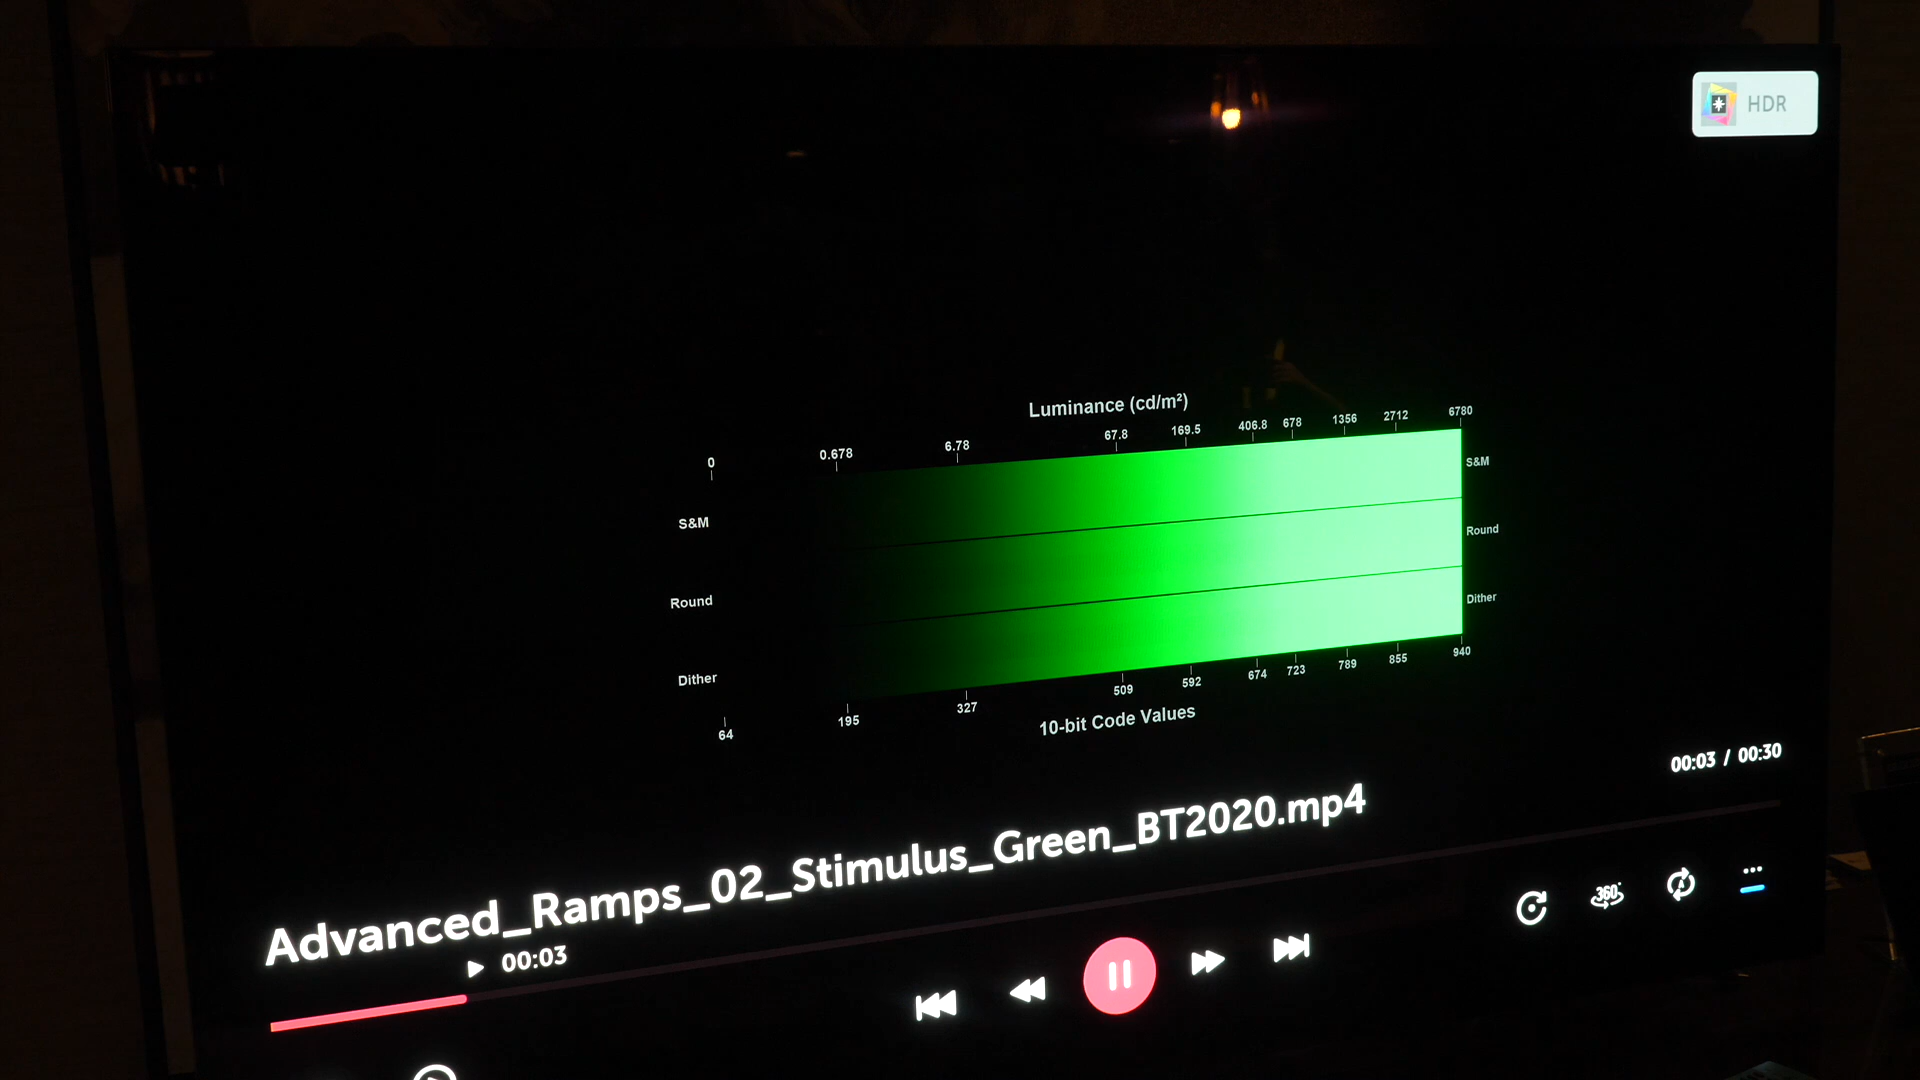 HDR
Luminance (cd/m²)
0 0.678 6.78 67.8 169.5 406.8 678 1356 2712 6780
S&M S&M
Round Round
Dither Dither
64 195 327 509 592 674 723 789 855 940
10-bit Code Values
00:03 / 00:30
Advanced_Ramps_02_Stimulus_Green_BT2020.mp4
00:03
360°
A